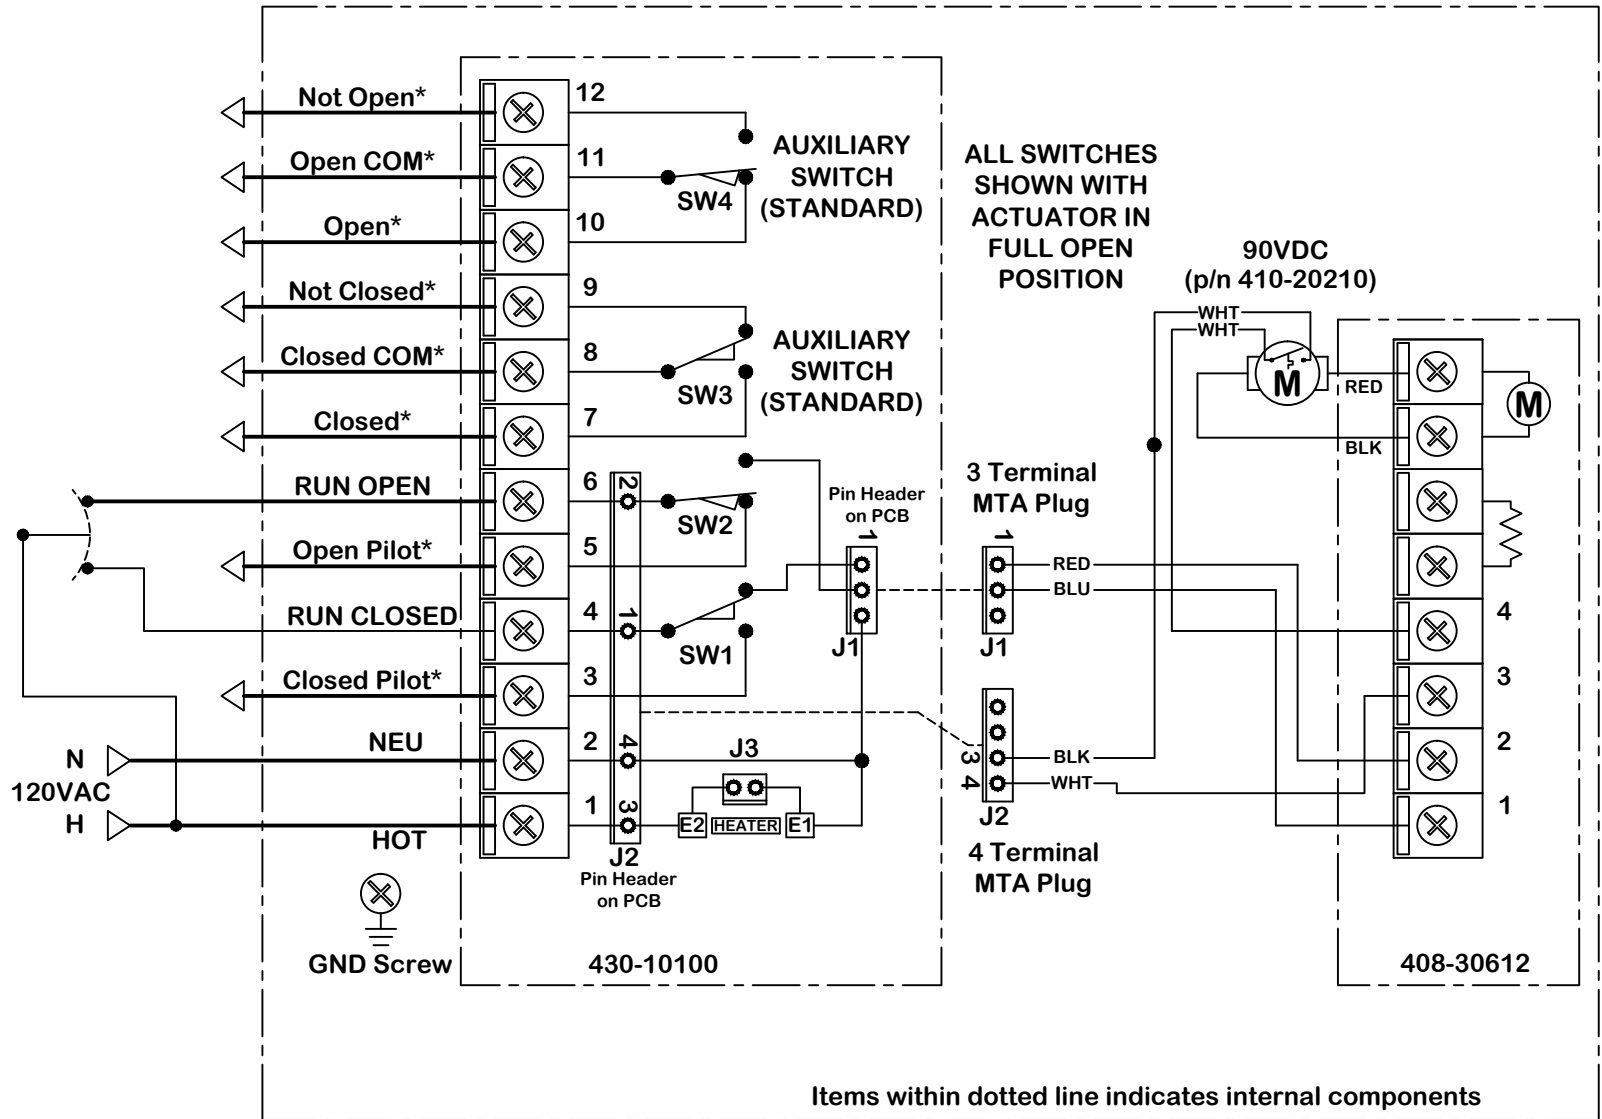 Not Open*
12
Open COM*
11
Open*
10
AUXILIARY
SWITCH
(STANDARD)
SW4
Not Closed*
9
Closed COM*
8
Closed*
7
AUXILIARY
SWITCH
(STANDARD)
SW3
ALL SWITCHES
SHOWN WITH
ACTUATOR IN
FULL OPEN
POSITION
90VDC
(p/n 410-20210)
WHT
WHT
M
RED
BLK
M
RUN OPEN
6
2
SW2
Open Pilot*
5
RUN CLOSED
4
1
SW1
Closed Pilot*
3
Pin Header
on PCB
1
J1
3 Terminal
MTA Plug
1
RED
BLU
J1
4
3
2
1
N
120VAC
H
NEU
2
4
HOT
1
3
J3
E2
HEATER
E1
J2
Pin Header
on PCB
3
4
BLK
WHT
J2
4 Terminal
MTA Plug
GND Screw
430-10100
408-30612
Items within dotted line indicates internal components